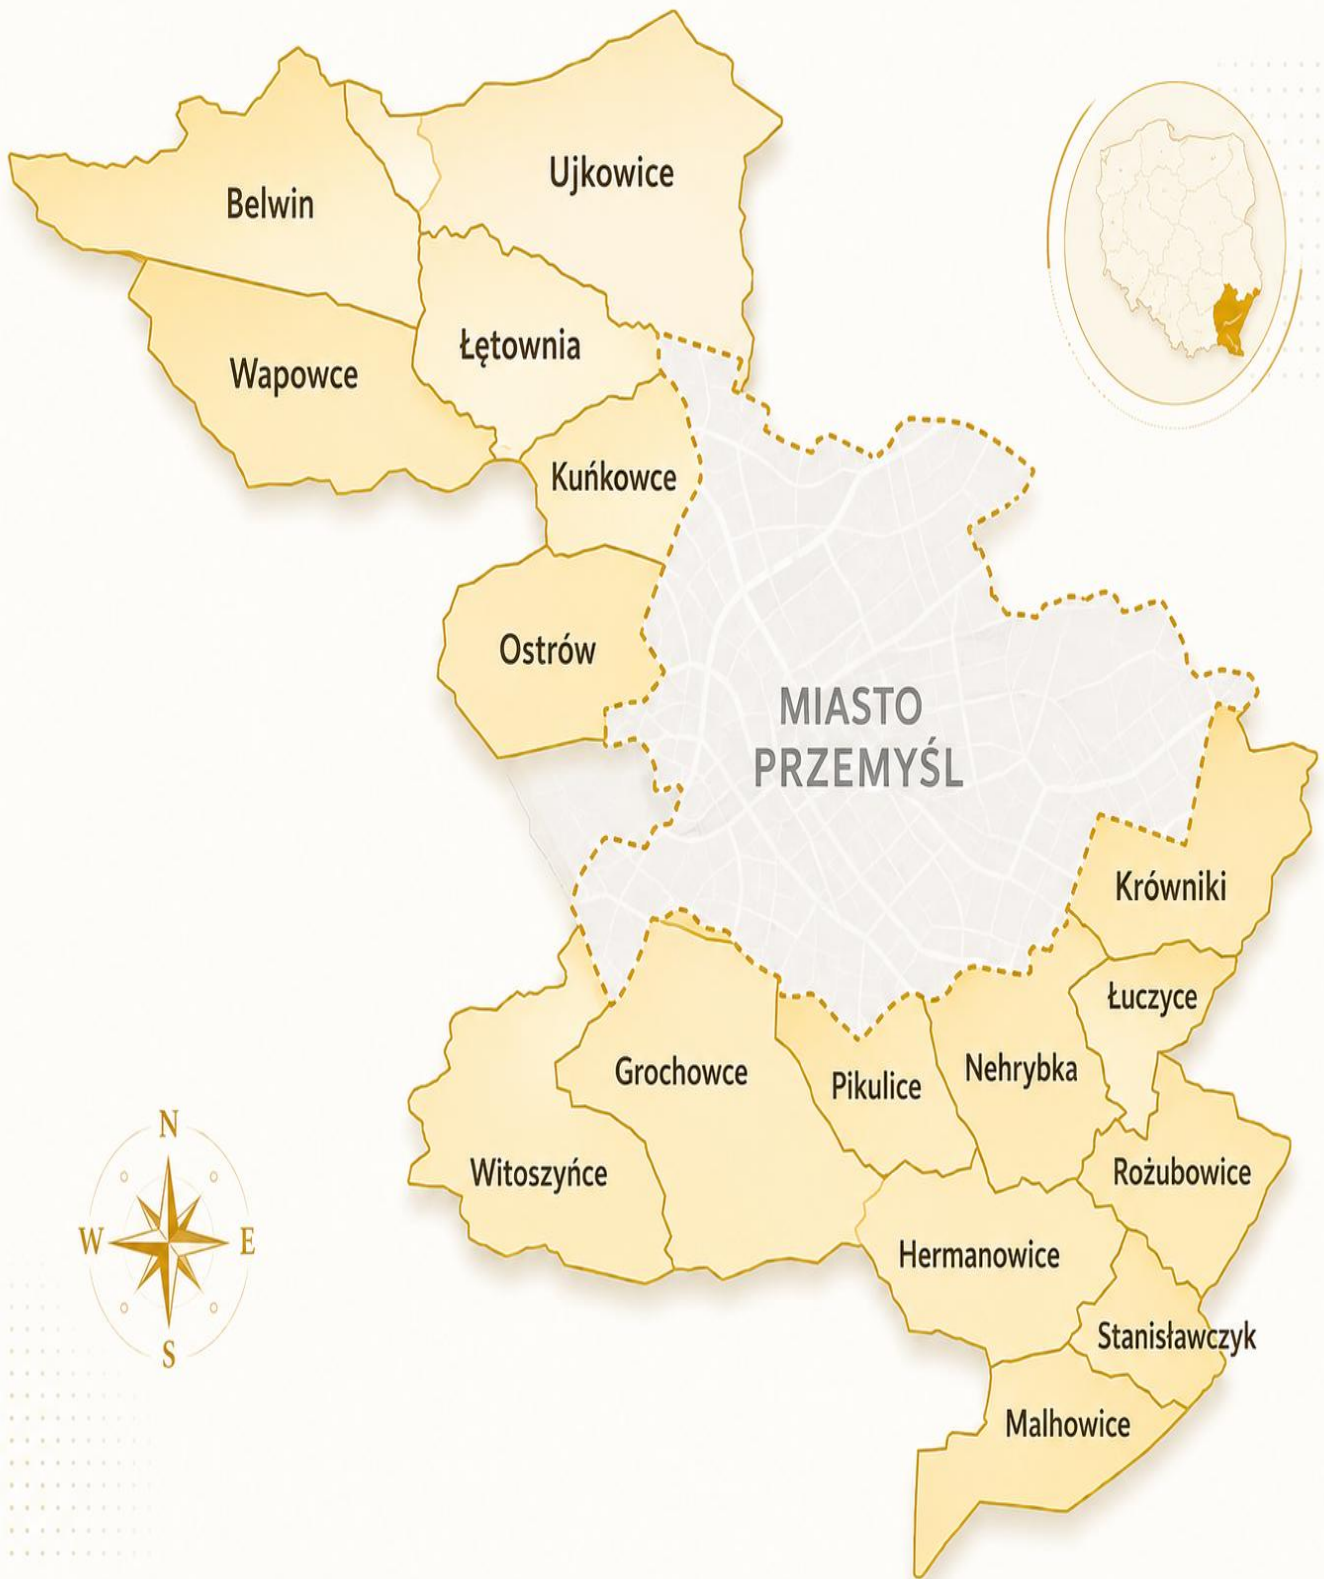 Ujkowice
Belwin
Łętownia
Wapowce
Kuńkowce
Ostrów
MIASTO
PRZEMYŚL
Krówniki
Łuczyce
Grochowce
Pikulice
Nehrybka
Witoszyńce
Rożubowice
Hermanowice
Stanisławczyk
Malhowice
N
W
E
S